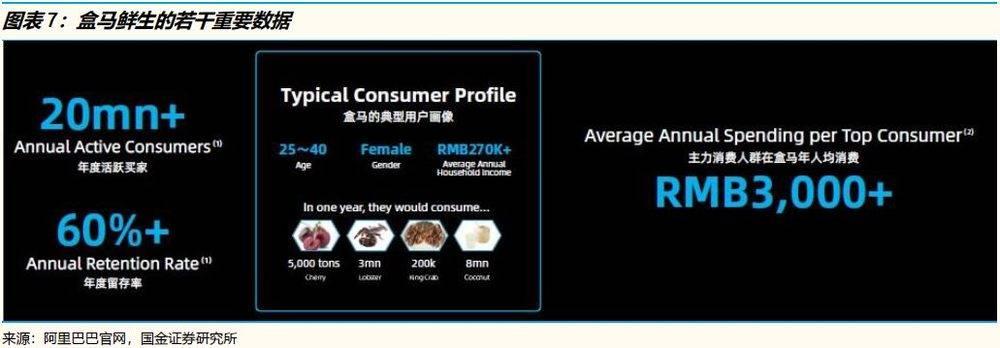 图表7：盒马鲜生的若干重要数据
20mn+
Annual Active Consumers(1)
年度活跃买家
60%+
Annual Retention Rate(1)
年度留存率
Typical Consumer Profile
盒马的典型用户画像
25～40 Female RMB270K+
Age Gender Average Annual
Household Income
In one year, they would consume...
5,000 tons 3mn 200k 8mn
Cherry Lobster King Crab Coconut
Average Annual Spending per Top Consumer(2)
主力消费人群在盒马年人均消费
RMB3,000+
来源：阿里巴巴官网，国金证券研究所